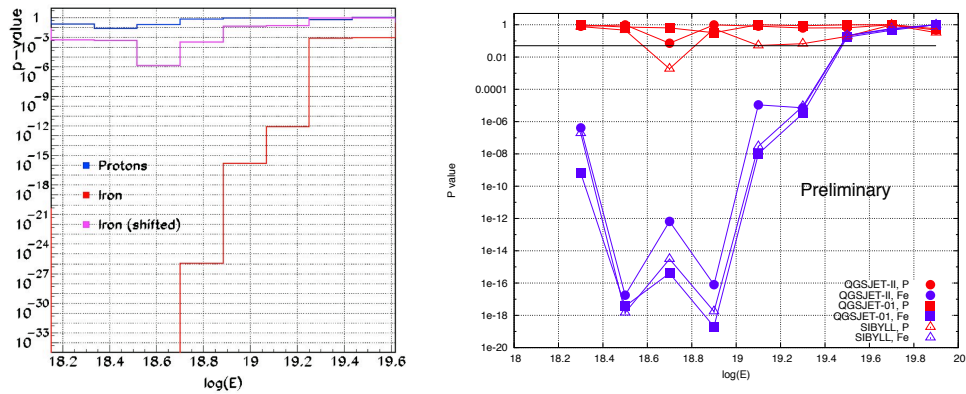 p-value
1
10^-3
10^-6
10^-9
10^-12
10^-15
10^-18
10^-21
10^-24
10^-27
10^-30
10^-33
Protons
Iron
Iron (shifted)
18.2 18.4 18.6 18.8 19 19.2 19.4 19.6
log(E)
P value
1
0.01
0.0001
1e-06
1e-08
1e-10
1e-12
1e-14
1e-16
1e-18
1e-20
Preliminary
QGSJET-II, P
QGSJET-II, Fe
QGSJET-01, P
QGSJET-01, Fe
SIBYLL, P
SIBYLL, Fe
18 18.2 18.4 18.6 18.8 19 19.2 19.4 19.6 19.8 20
log(E)